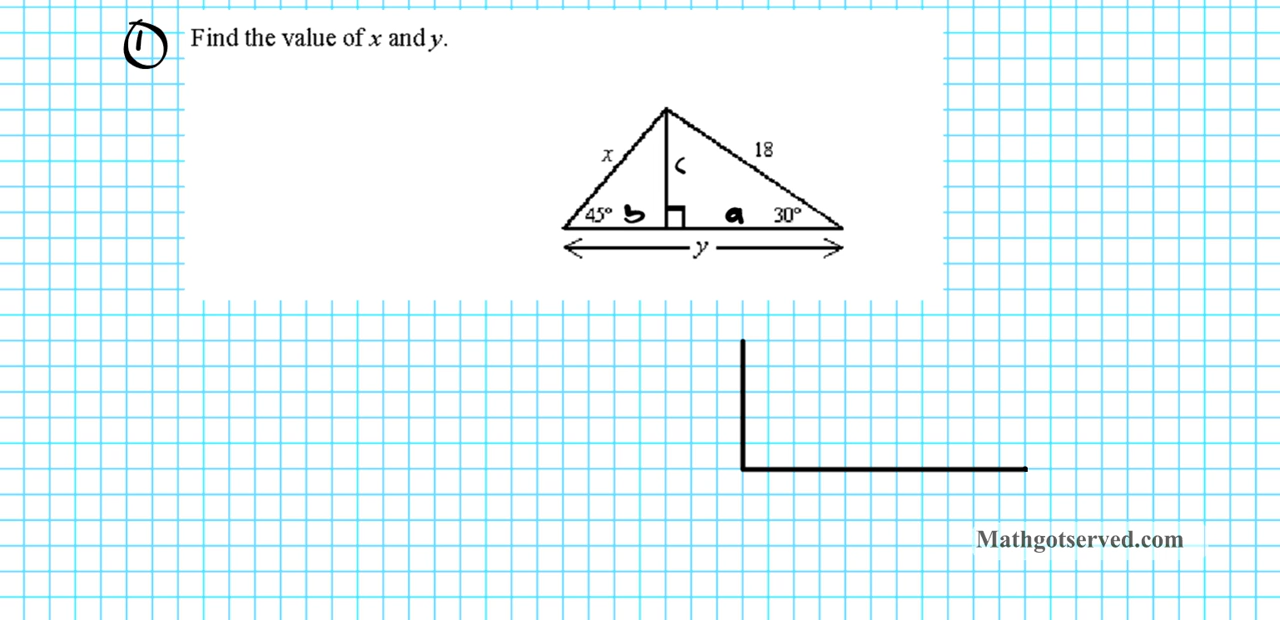 1 Find the value of x and y.
x
c
18
45° b
a 30°
y
Mathgotserved.com